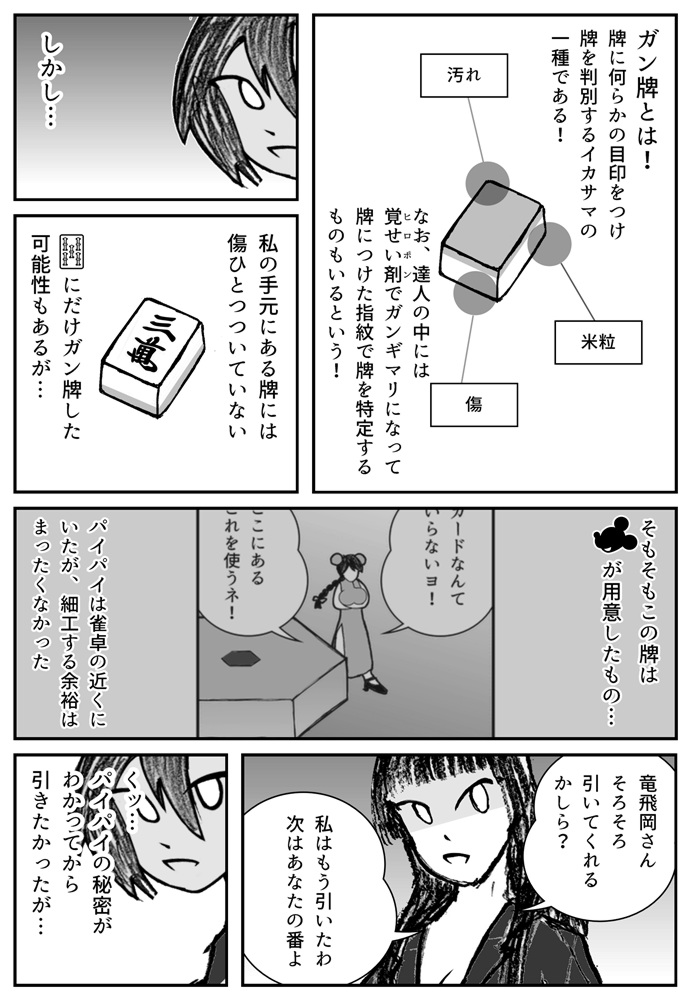 ガン牌とは！
牌に何らかの目印をつけ
牌を判別するイカサマの
一種である！
汚れ
米粒
傷
なお、達人の中には
覚せい剤でガンギマリになって
ヒロポン
牌につけた指紋で牌を特定する
ものもいるという！
しかし…
私の手元にある牌には
傷ひとつついていない
にだけガン牌した
可能性もあるが…
三萬
そもそもこの牌は
が用意したもの…
カードなんて
いらないヨ！
ここにある
これを使うネ！
パイパイは雀卓の近くに
いたが、細工する余裕は
まったくなかった
竜飛岡さん
そろそろ
引いてくれる
かしら？
私はもう引いたわ
次はあなたの番よ
くッ…
パイパイの秘密が
わかってから
引きたかったが…